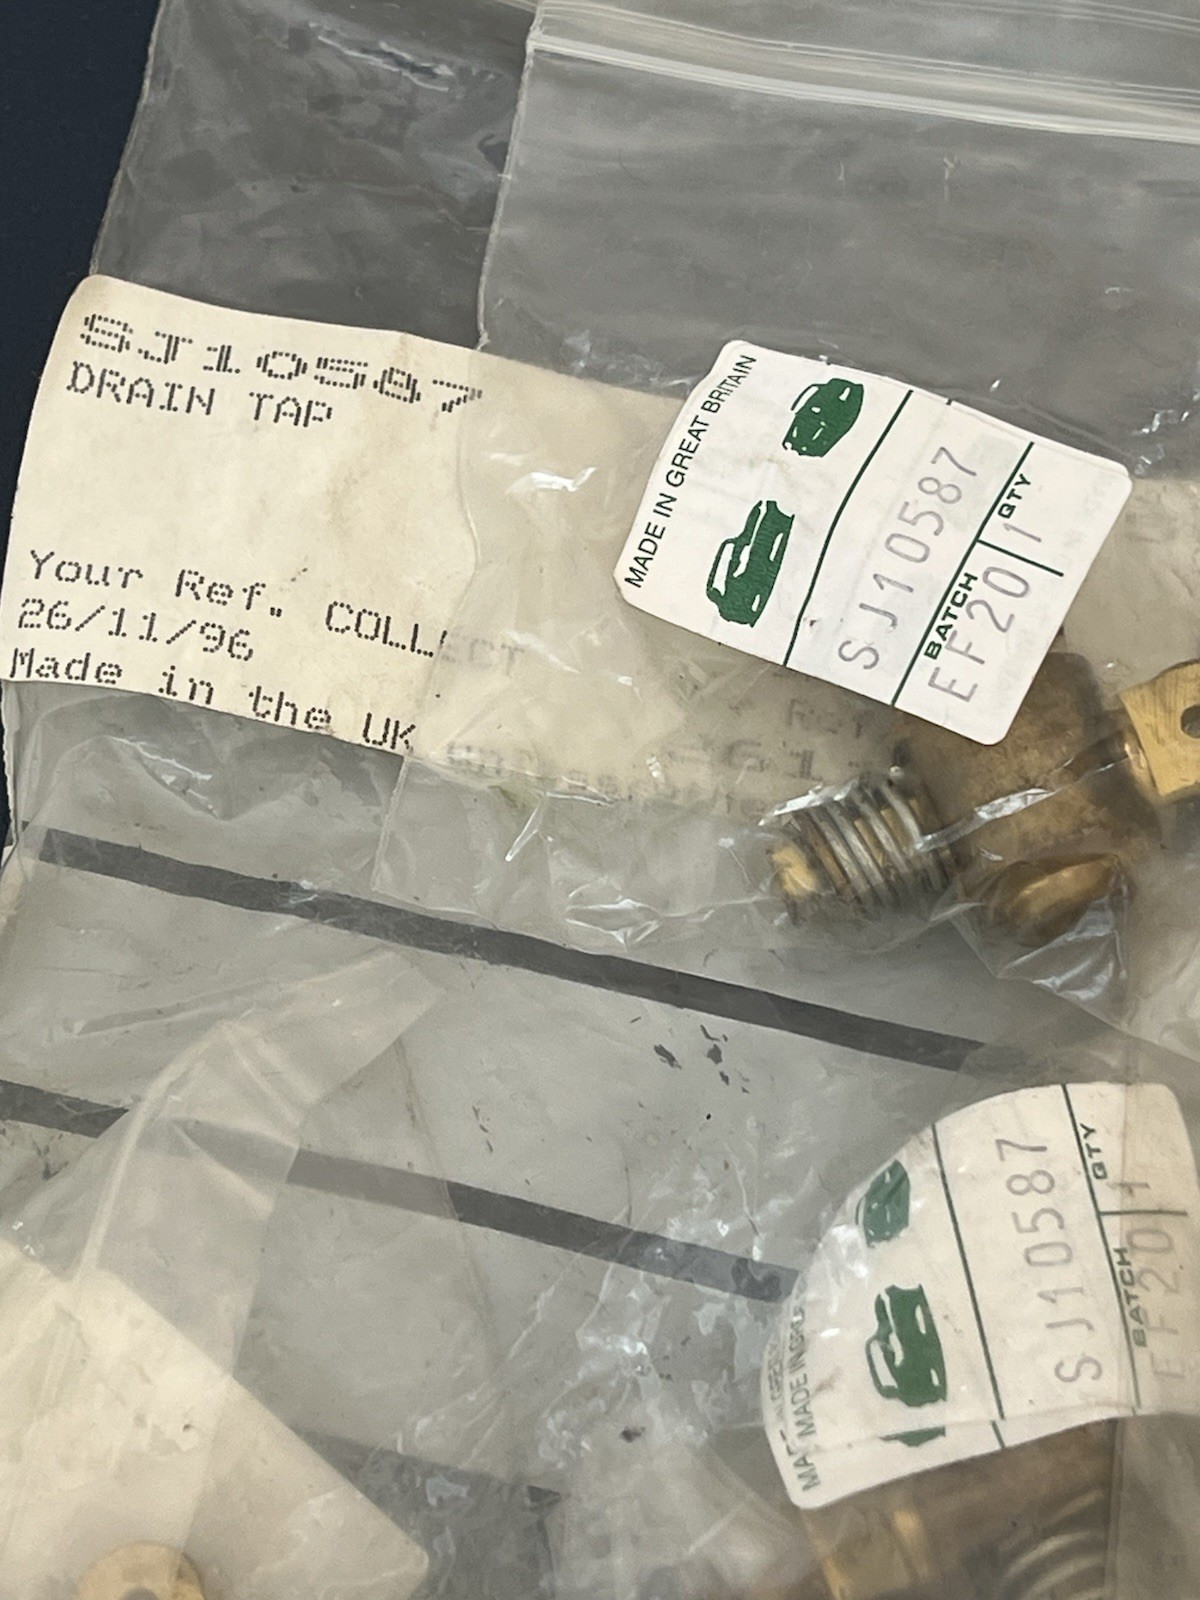 SJ10587
DRAIN TAP
Your Ref. COLLECT
26/11/96
Made in the UK
MADE IN GREAT BRITAIN
SJ10587
BATCH QTY
EF20 1
MADE IN
SJ10587
BATCH QTY
EF20 1